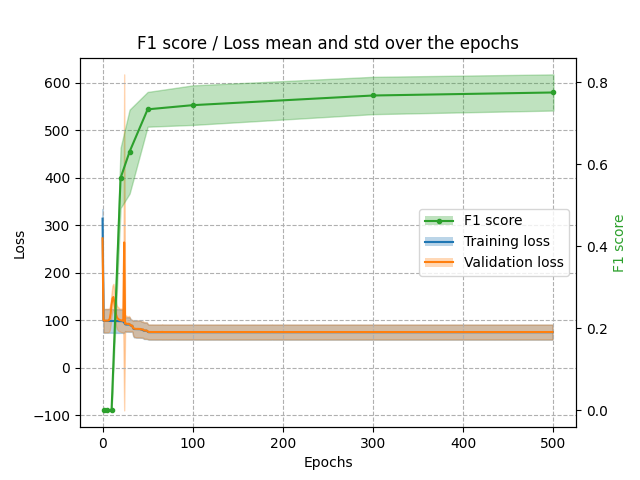 F1 score / Loss mean and std over the epochs
600
500
400
300
200
100
0
−100
Loss
0.8
0.6
0.4
0.2
0.0
F1 score
F1 score
Training loss
Validation loss
0 100 200 300 400 500
Epochs